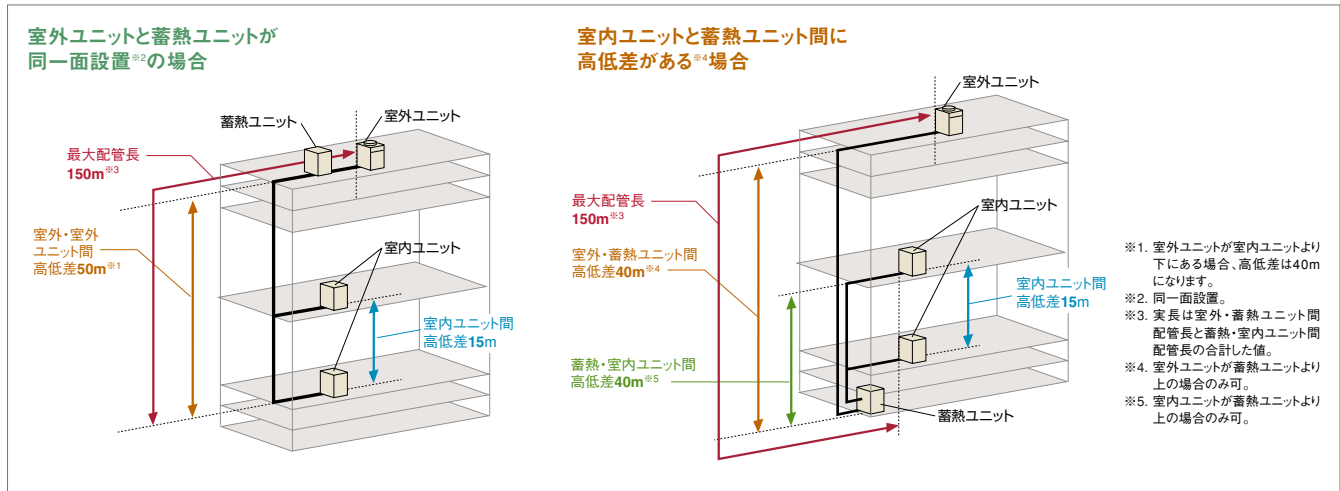 室外ユニットと蓄熱ユニットが
同一面設置※2の場合
蓄熱ユニット
室外ユニット
最大配管長
150m※3
室外・室外
ユニット間
高低差50m※1
室内ユニット
室内ユニット間
高低差15m
室内ユニットと蓄熱ユニット間に
高低差がある※4場合
室外ユニット
最大配管長
150m※3
室外・蓄熱ユニット間
高低差40m※4
室内ユニット
室内ユニット間
高低差15m
蓄熱・室内ユニット間
高低差40m※5
蓄熱ユニット
※1. 室外ユニットが室内ユニットより
下にある場合、高低差は40m
になります。
※2. 同一面設置。
※3. 実長は室外・蓄熱ユニット間
配管長と蓄熱・室内ユニット間
配管長の合計した値。
※4. 室外ユニットが蓄熱ユニットより
上の場合のみ可。
※5. 室内ユニットが蓄熱ユニットより
上の場合のみ可。